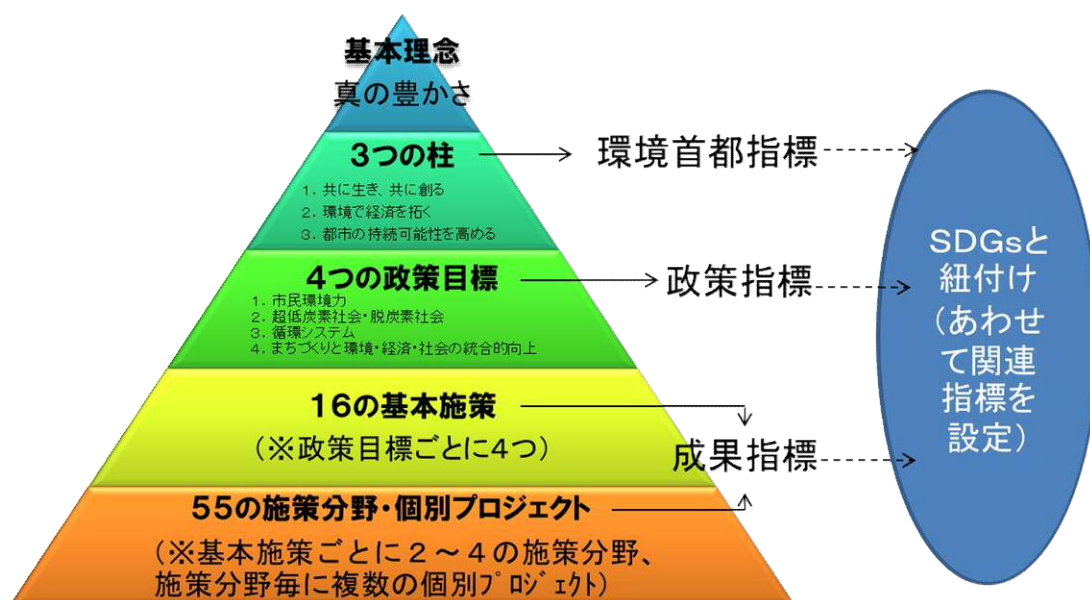 基本理念
真の豊かさ
3つの柱
1. 共に生き、共に創る
2. 環境で経済を拓く
3. 都市の持続可能性を高める
環境首都指標
4つの政策目標
1. 市民環境力
2. 超低炭素社会・脱炭素社会
3. 循環システム
4. まちづくりと環境・経済・社会の統合的向上
政策指標
16の基本施策
(※政策目標ごとに4つ)
成果指標
55の施策分野・個別プロジェクト
(※基本施策ごとに2～4の施策分野、
施策分野毎に複数の個別ﾌﾟﾛｼﾞｪｸﾄ)
SDGsと
紐付け
(あわせ
て関連
指標を
設定)